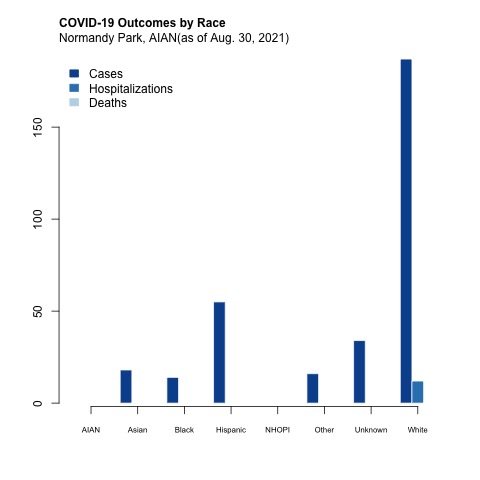 COVID-19 Outcomes by Race
Normandy Park, AIAN(as of Aug. 30, 2021)
Cases
Hospitalizations
Deaths
150
100
50
0
AIAN Asian Black Hispanic NHOPI Other Unknown White